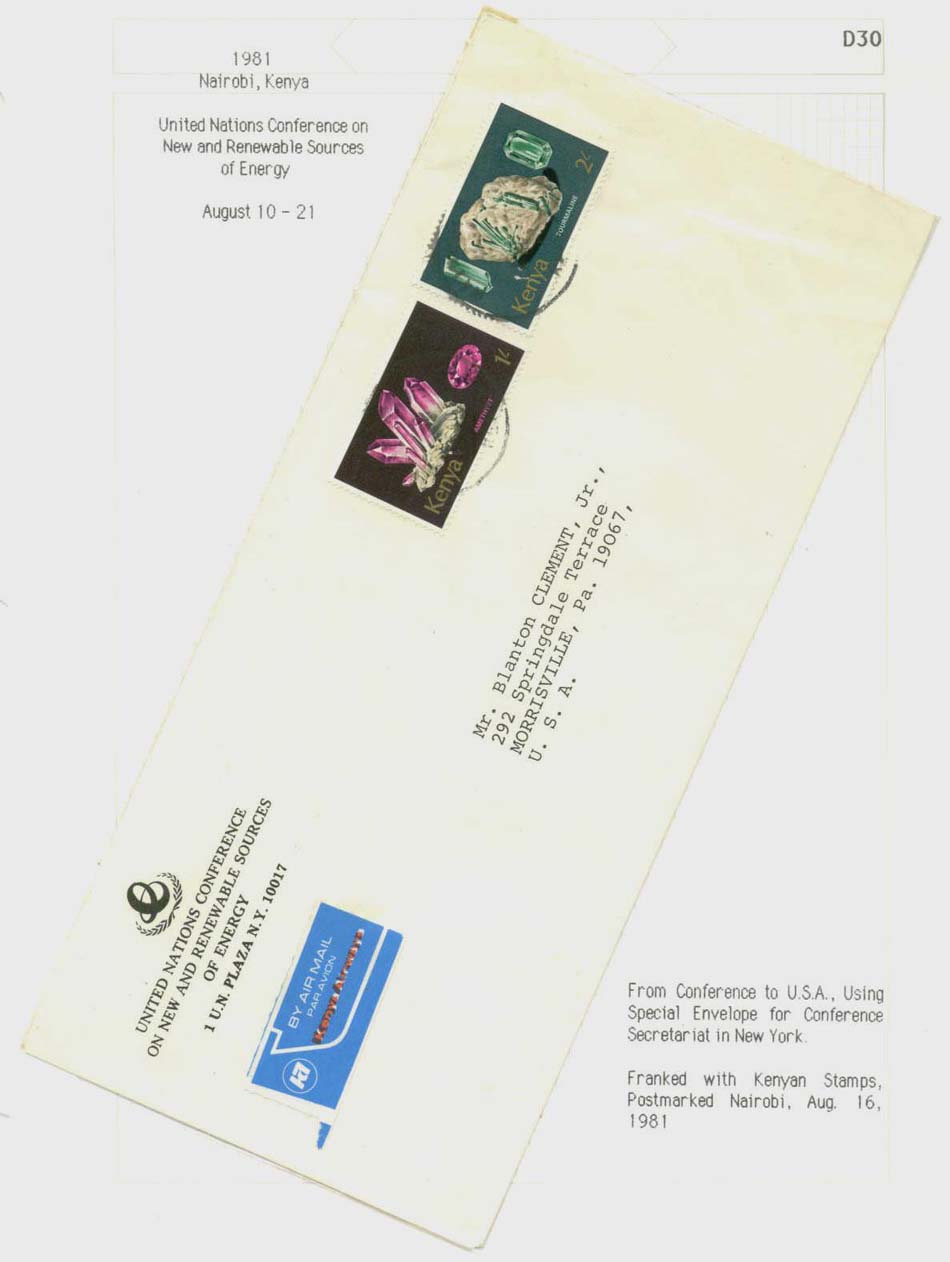 D30
1981
Nairobi, Kenya
United Nations Conference on
New and Renewable Sources
of Energy
August 10 - 21
2/-
TOURMALINE
Kenya
1/-
AMETHYST
Kenya
Mr. Blanton CLEMENT, Jr.,
292 Springdale Terrace
MORRISVILLE, Pa. 19067,
U. S. A.
UNITED NATIONS CONFERENCE
ON NEW AND RENEWABLE SOURCES
OF ENERGY
1 U.N. PLAZA N.Y. 10017
BY AIR MAIL
PAR AVION
Kenya Airways
From Conference to U.S.A., Using
Special Envelope for Conference
Secretariat in New York.
Franked with Kenyan Stamps,
Postmarked Nairobi, Aug. 16,
1981